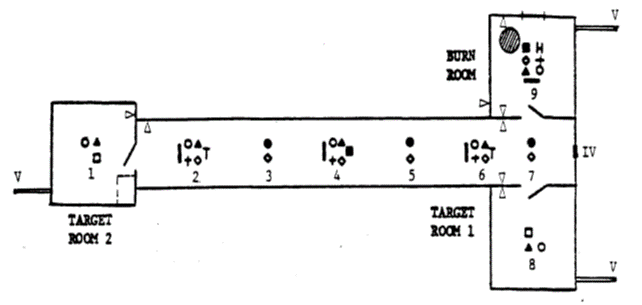 V
BURN
ROOM
H
9
V
1
T
2
3
4
5
T
6
7
IV
TARGET
ROOM 2
TARGET
ROOM 1
8
V